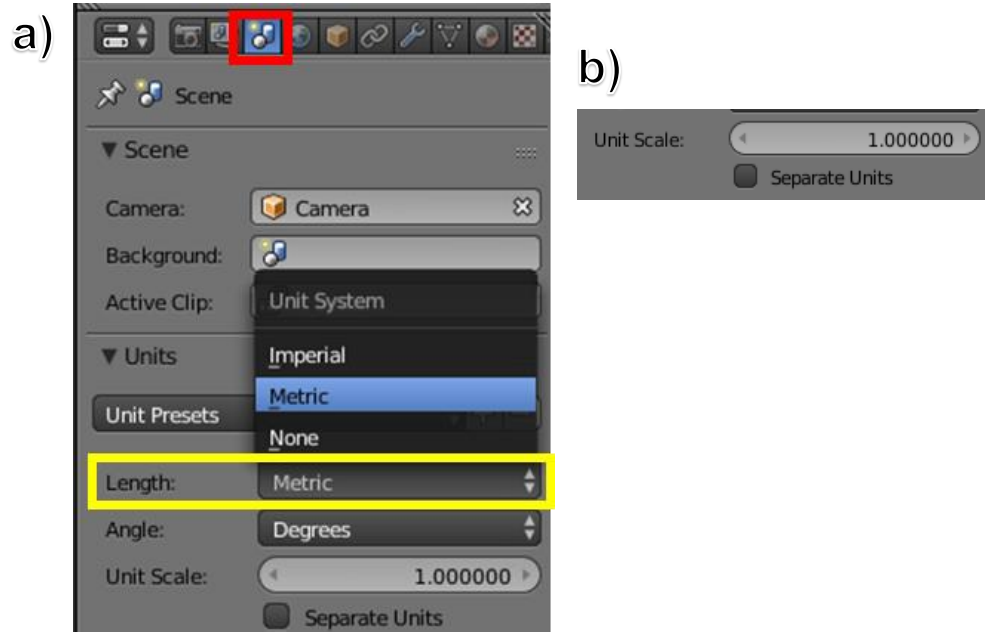 a)
Scene
Scene
Camera: Camera
Background:
Active Clip:
Unit System
Imperial
Metric
None
Units
Unit Presets
Length: Metric
Angle: Degrees
Unit Scale: 1.000000
Separate Units
b)
Unit Scale: 1.000000
Separate Units